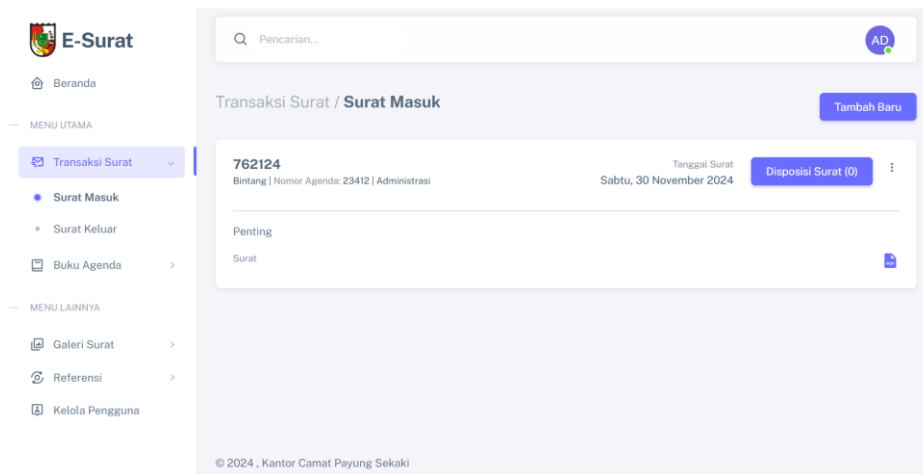 E-Surat
Beranda
MENU UTAMA
Transaksi Surat
Surat Masuk
Surat Keluar
Buku Agenda
MENU LAINNYA
Galeri Surat
Referensi
Kelola Pengguna
Pencarian...
AD
Transaksi Surat / Surat Masuk
Tambah Baru
762124
Bintang | Nomor Agenda: 23412 | Administrasi
Tanggal Surat
Sabtu, 30 November 2024
Disposisi Surat (0)
Penting
Surat
PDF
© 2024 , Kantor Camat Payung Sekaki